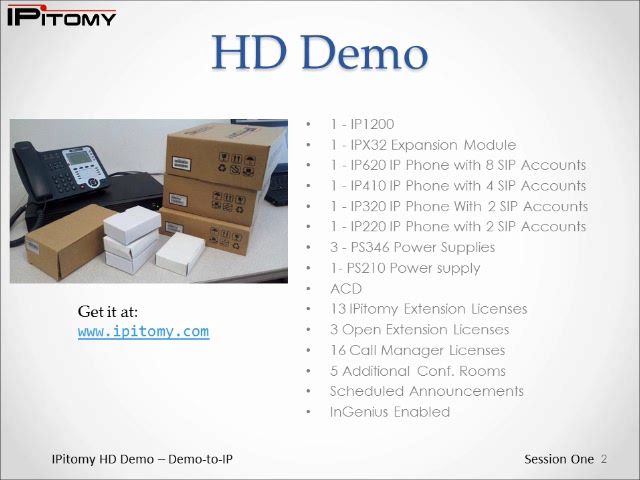 IPITOMY
HD Demo
1 - IP1200
1 - IPX32 Expansion Module
1 - IP620 IP Phone with 8 SIP Accounts
1 - IP410 IP Phone with 4 SIP Accounts
1 - IP320 IP Phone With 2 SIP Accounts
1 - IP220 IP Phone with 2 SIP Accounts
3 - PS346 Power Supplies
1- PS210 Power supply
ACD
13 IPitomy Extension Licenses
3 Open Extension Licenses
16 Call Manager Licenses
5 Additional Conf. Rooms
Scheduled Announcements
InGenius Enabled
Get it at:
www.ipitomy.com
IPitomy HD Demo – Demo-to-IP
Session One 2